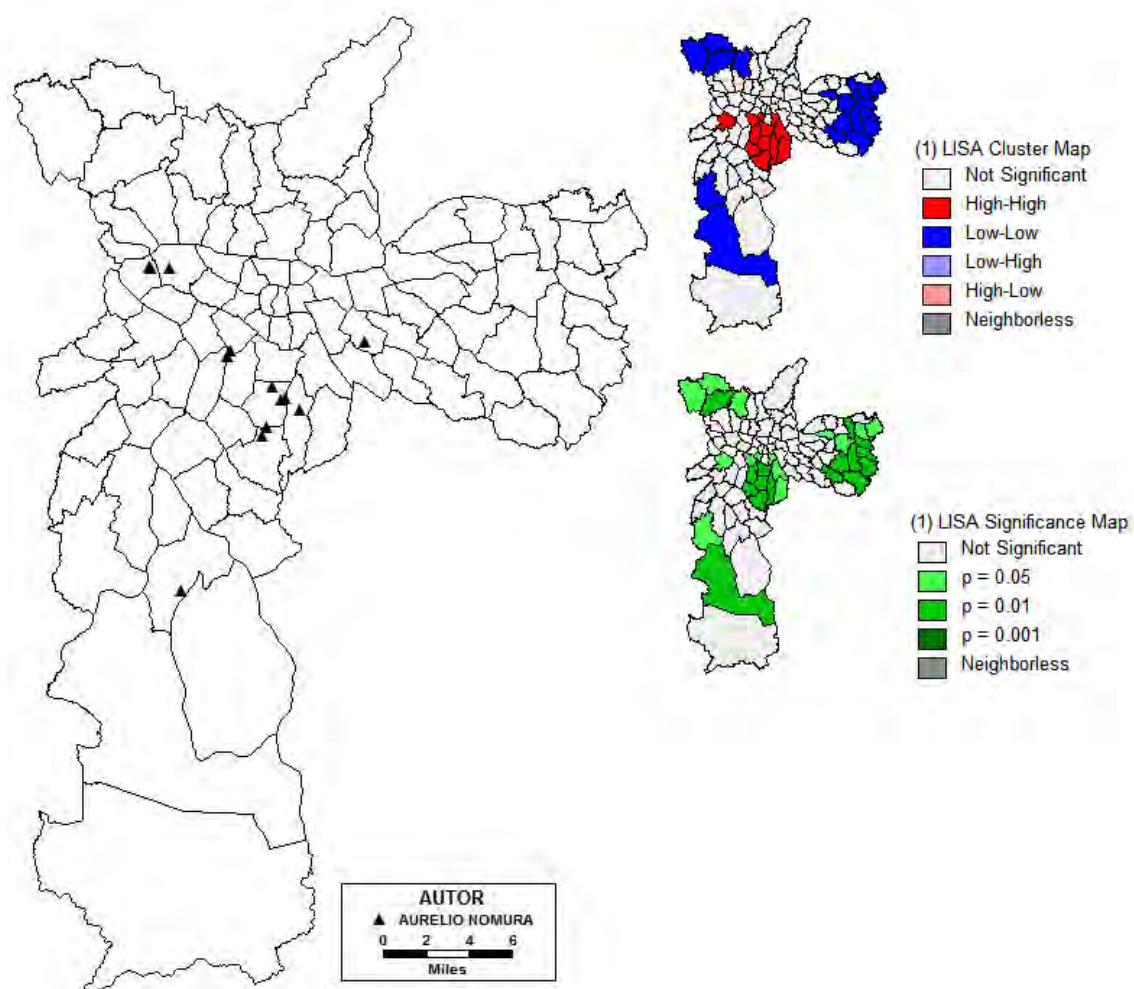 (1) LISA Cluster Map
Not Significant
High-High
Low-Low
Low-High
High-Low
Neighborless
(1) LISA Significance Map
Not Significant
p = 0.05
p = 0.01
p = 0.001
Neighborless
AUTOR
AURELIO NOMURA
0 2 4 6
Miles